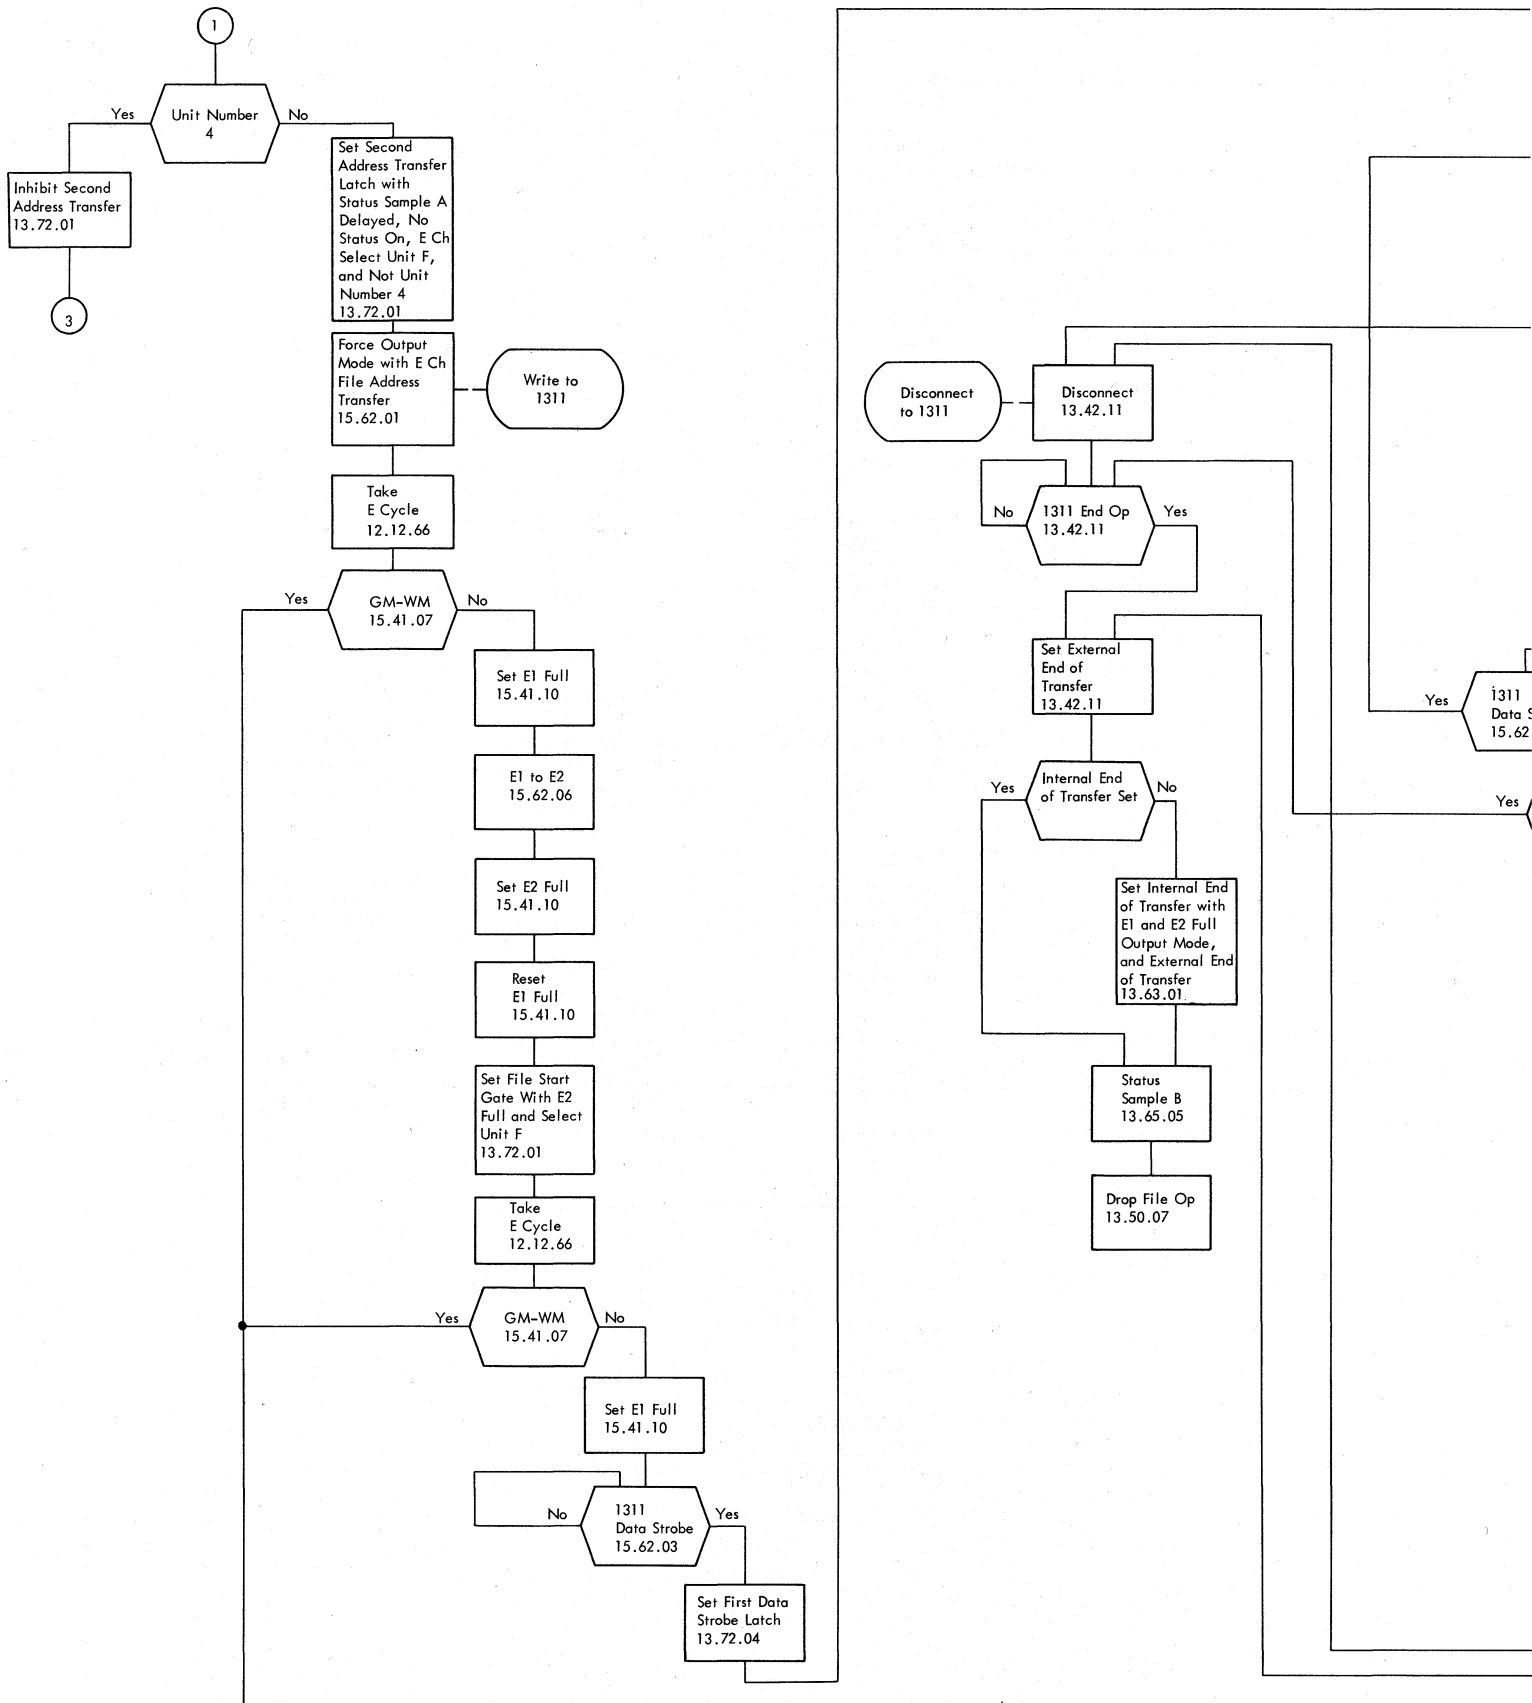 1
Unit Number
4
Yes
No
Inhibit Second
Address Transfer
13.72.01
3
Set Second
Address Transfer
Latch with
Status Sample A
Delayed, No
Status On, E Ch
Select Unit F,
and Not Unit
Number 4
13.72.01
Force Output
Mode with E Ch
File Address
Transfer
15.62.01
Write to
1311
Take
E Cycle
12.12.66
Yes
GM-WM
15.41.07
No
Set E1 Full
15.41.10
E1 to E2
15.62.06
Set E2 Full
15.41.10
Reset
E1 Full
15.41.10
Set File Start
Gate With E2
Full and Select
Unit F
13.72.01
Take
E Cycle
12.12.66
Yes
GM-WM
15.41.07
No
Set E1 Full
15.41.10
No
1311
Data Strobe
15.62.03
Yes
Set First Data
Strobe Latch
13.72.04
Disconnect
to 1311
Disconnect
13.42.11
No
1311 End Op
13.42.11
Yes
Set External
End of
Transfer
13.42.11
Yes
Internal End
of Transfer Set
No
Set Internal End
of Transfer with
E1 and E2 Full
Output Mode,
and External End
of Transfer
13.63.01
Status
Sample B
13.65.05
Drop File Op
13.50.07
Yes
1311
Data
15.62
Yes